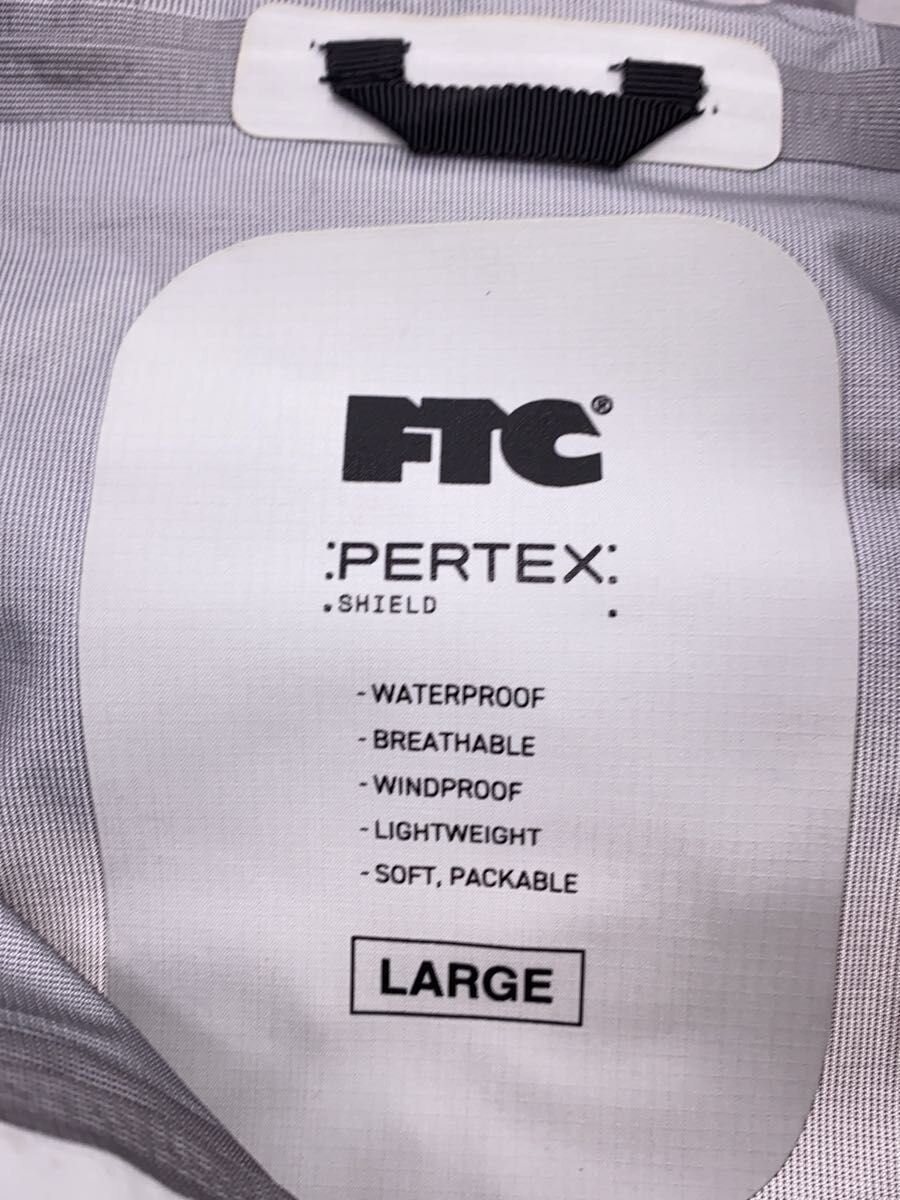 FTC®
:PERTEX:
.SHIELD .
- WATERPROOF
- BREATHABLE
- WINDPROOF
- LIGHTWEIGHT
- SOFT, PACKABLE
LARGE